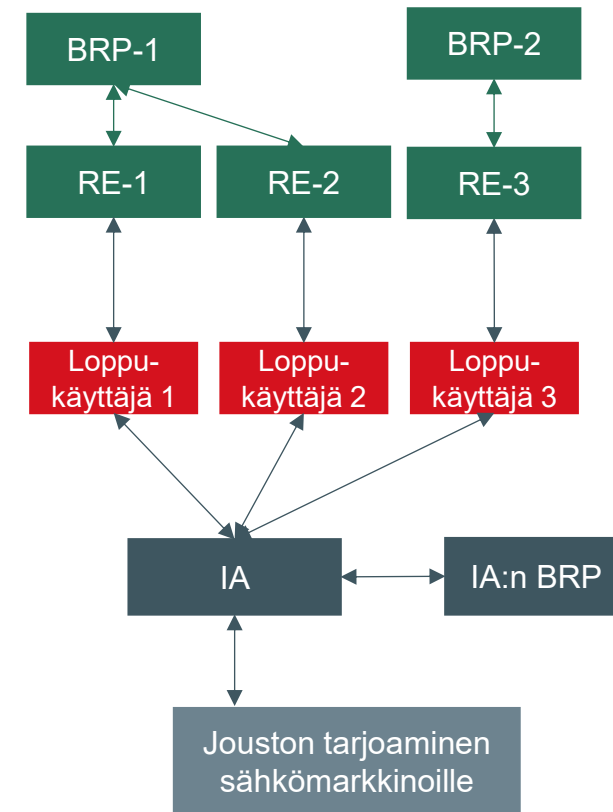 BRP-1
BRP-2
RE-1
RE-2
RE-3
Loppu-
käyttäjä 1
Loppu-
käyttäjä 2
Loppu-
käyttäjä 3
IA
IA:n BRP
Jouston tarjoaminen
sähkömarkkinoille